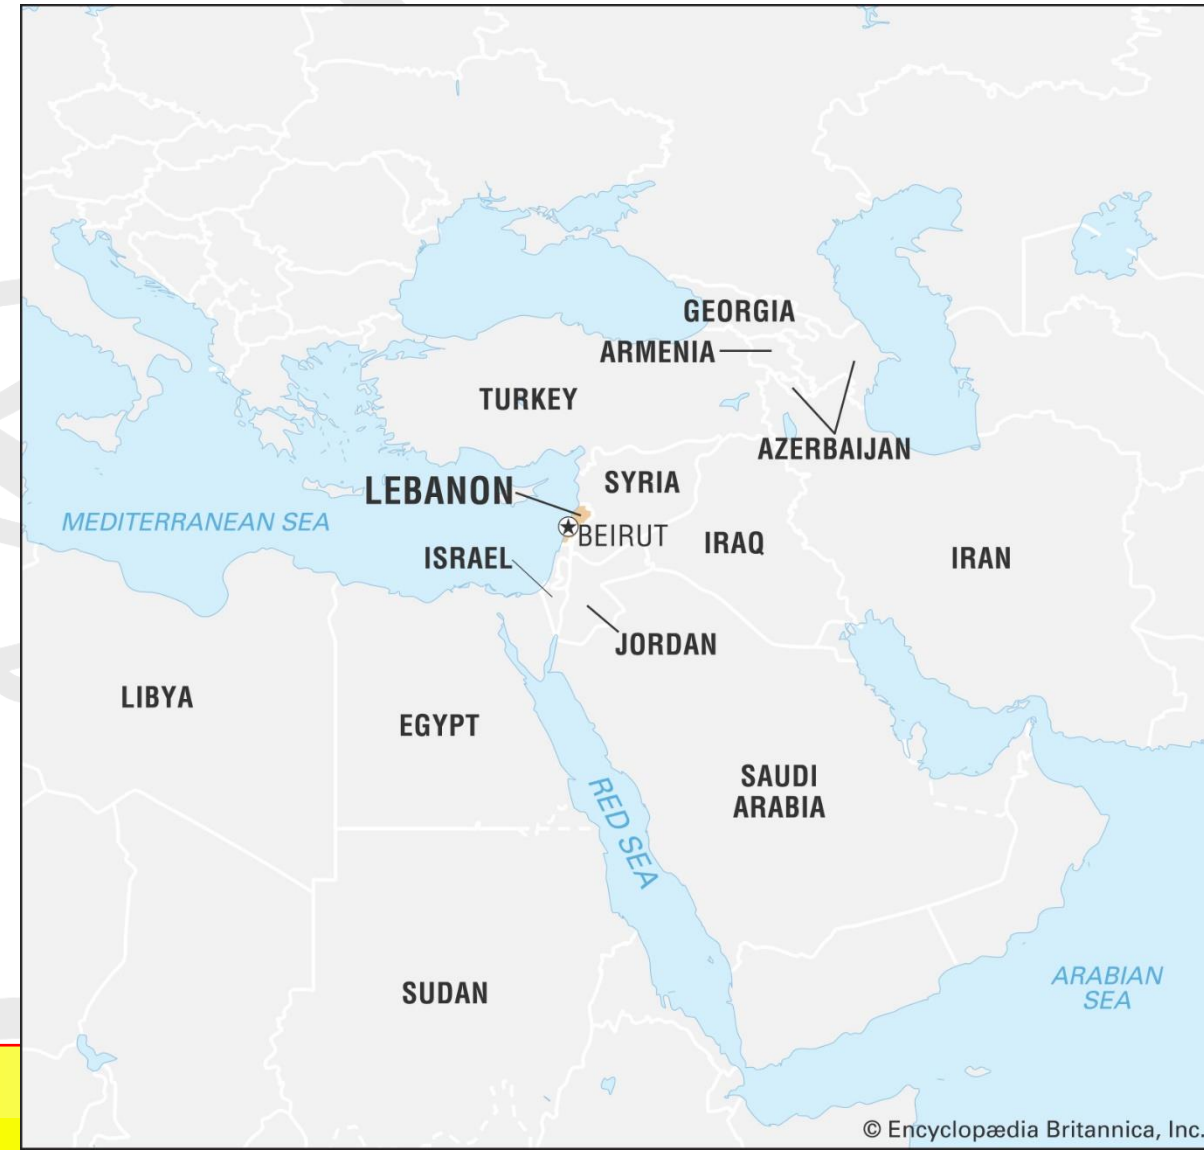 GEORGIA
ARMENIA
TURKEY
AZERBAIJAN
SYRIA
LEBANON
MEDITERRANEAN SEA
BEIRUT
IRAQ
ISRAEL
IRAN
JORDAN
LIBYA
EGYPT
SAUDI
ARABIA
RED SEA
SUDAN
ARABIAN
SEA
© Encyclopædia Britannica, Inc.